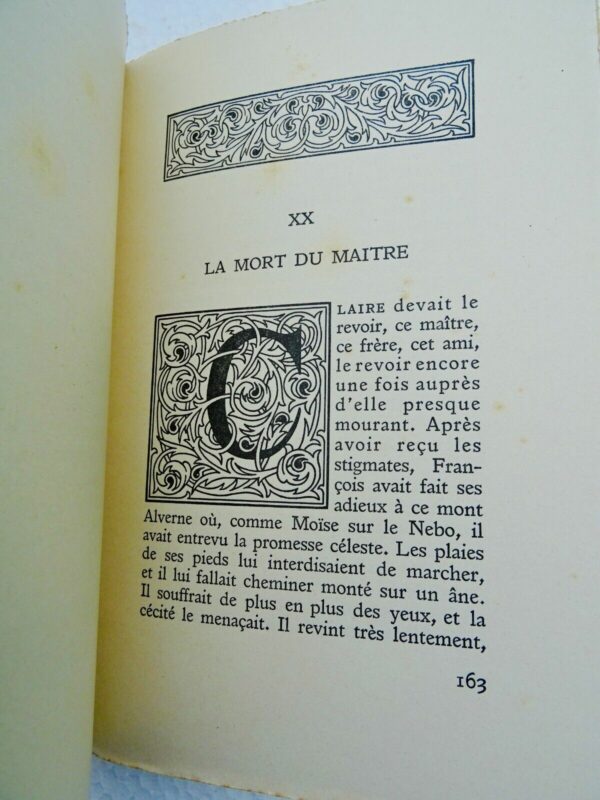 XX
LA MORT DU MAITRE
CLAIRE devait le
revoir, ce maître,
ce frère, cet ami,
le revoir encore
une fois auprès
d'elle presque
mourant. Après
avoir reçu les
stigmates, Fran-
çois avait fait ses
adieux à ce mont
Alverne où, comme Moïse sur le Nebo, il
avait entrevu la promesse céleste. Les plaies
de ses pieds lui interdisaient de marcher,
et il lui fallait cheminer monté sur un âne.
Il souffrait de plus en plus des yeux, et la
cécité le menaçait. Il revint très lentement,
163